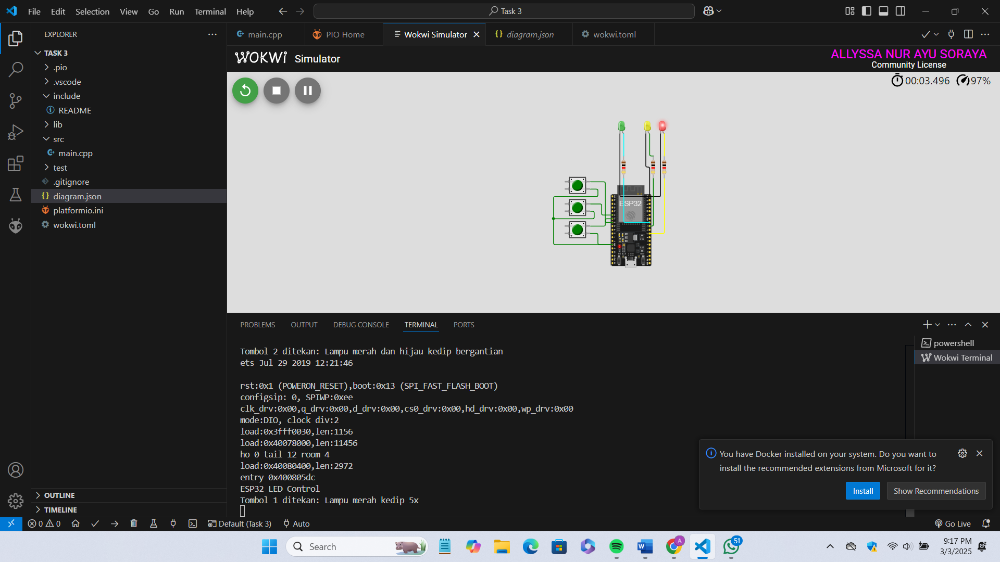 File Edit Selection View Go Run Terminal Help
Task 3
EXPLORER
TASK 3
.pio
.vscode
include
README
lib
src
main.cpp
test
.gitignore
diagram.json
platformio.ini
wokwi.toml
OUTLINE
TIMELINE
main.cpp PIO Home Wokwi Simulator diagram.json wokwi.toml
WOKWI Simulator
ALLYSSA NUR AYU SORAYA
Community License
00:03.496 97%
ESP32
PROBLEMS OUTPUT DEBUG CONSOLE TERMINAL PORTS
powershell
Wokwi Terminal
Tombol 2 ditekan: Lampu merah dan hijau kedip bergantian
ets Jul 29 2019 12:21:46
rst:0x1 (POWERON_RESET),boot:0x13 (SPI_FAST_FLASH_BOOT)
configsip: 0, SPIWP:0xee
clk_drv:0x00,q_drv:0x00,d_drv:0x00,cs0_drv:0x00,hd_drv:0x00,wp_drv:0x00
mode:DIO, clock div:2
load:0x3fff0030,len:1156
load:0x40078000,len:11456
ho 0 tail 12 room 4
load:0x40080400,len:2972
entry 0x400805dc
ESP32 LED Control
Tombol 1 ditekan: Lampu merah kedip 5x
You have Docker installed on your system. Do you want to
install the recommended extensions from Microsoft for it?
Install Show Recommendations
0 0 Default (Task 3) Auto Go Live
Search
51
A
9:17 PM
3/3/2025